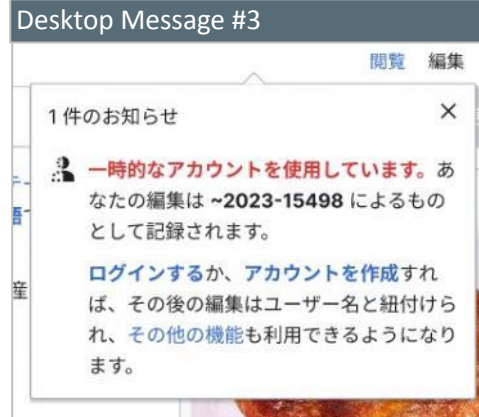 Desktop Message #3
閲覧 編集
1 件のお知らせ
一時的なアカウントを使用しています。あ
なたの編集は ~2023-15498 によるもの
として記録されます。
ログインするか、アカウントを作成すれ
ば、その後の編集はユーザー名と紐付けら
れ、その他の機能も利用できるようになり
ます。
産